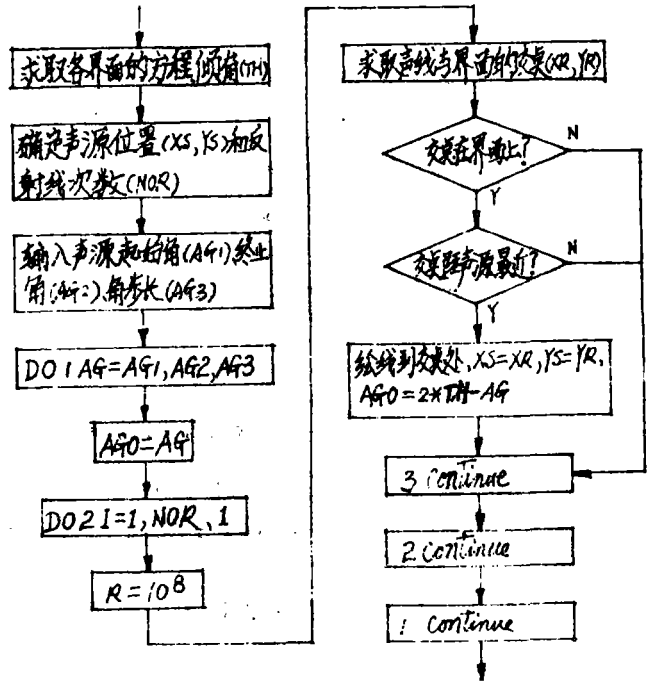 求取各界面的方程,倾角(TH)
确定声源位置(XS,YS)和反
射线次数(NOR)
输入声源起始角(AG1)终止
角(AG2)、角步长(AG3)
DO 1 AG=AG1,AG2,AG3
AGO=AG
DO 2 I=1,NOR、1
R=10⁸
求取声线与界面的交点(XR,YR)
交点在界面上?
N
Y
交点距声源最近?
N
Y
绘线到交点处,XS=XR,YS=YR,
AGO=2*TH-AG
3 continue
2 continue
1 continue